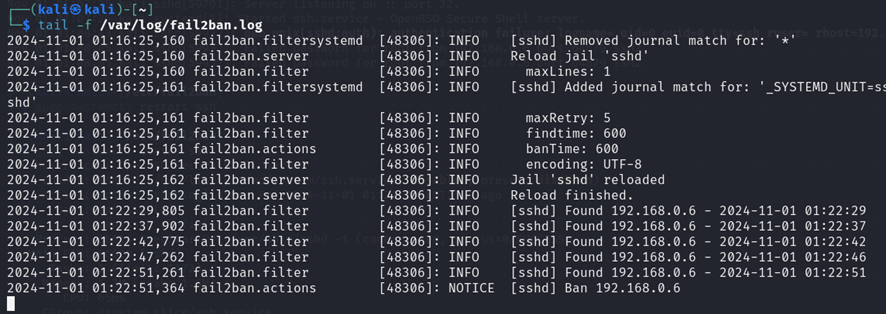 (kali㉿kali)-[~]
$ tail -f /var/log/fail2ban.log
2024-11-01 01:16:25,160 fail2ban.filtersystemd [48306]: INFO [sshd] Removed journal match for: '*'
2024-11-01 01:16:25,160 fail2ban.server [48306]: INFO Reload jail 'sshd'
2024-11-01 01:16:25,160 fail2ban.filter [48306]: INFO maxLines: 1
2024-11-01 01:16:25,161 fail2ban.filtersystemd [48306]: INFO [sshd] Added journal match for: '_SYSTEMD_UNIT=ss
shd'
2024-11-01 01:16:25,161 fail2ban.filter [48306]: INFO maxRetry: 5
2024-11-01 01:16:25,161 fail2ban.filter [48306]: INFO findtime: 600
2024-11-01 01:16:25,161 fail2ban.actions [48306]: INFO banTime: 600
2024-11-01 01:16:25,161 fail2ban.filter [48306]: INFO encoding: UTF-8
2024-11-01 01:16:25,162 fail2ban.server [48306]: INFO Jail 'sshd' reloaded
2024-11-01 01:16:25,162 fail2ban.server [48306]: INFO Reload finished.
2024-11-01 01:22:29,805 fail2ban.filter [48306]: INFO [sshd] Found 192.168.0.6 - 2024-11-01 01:22:29
2024-11-01 01:22:37,902 fail2ban.filter [48306]: INFO [sshd] Found 192.168.0.6 - 2024-11-01 01:22:37
2024-11-01 01:22:42,775 fail2ban.filter [48306]: INFO [sshd] Found 192.168.0.6 - 2024-11-01 01:22:42
2024-11-01 01:22:47,262 fail2ban.filter [48306]: INFO [sshd] Found 192.168.0.6 - 2024-11-01 01:22:46
2024-11-01 01:22:51,261 fail2ban.filter [48306]: INFO [sshd] Found 192.168.0.6 - 2024-11-01 01:22:51
2024-11-01 01:22:51,364 fail2ban.actions [48306]: NOTICE [sshd] Ban 192.168.0.6